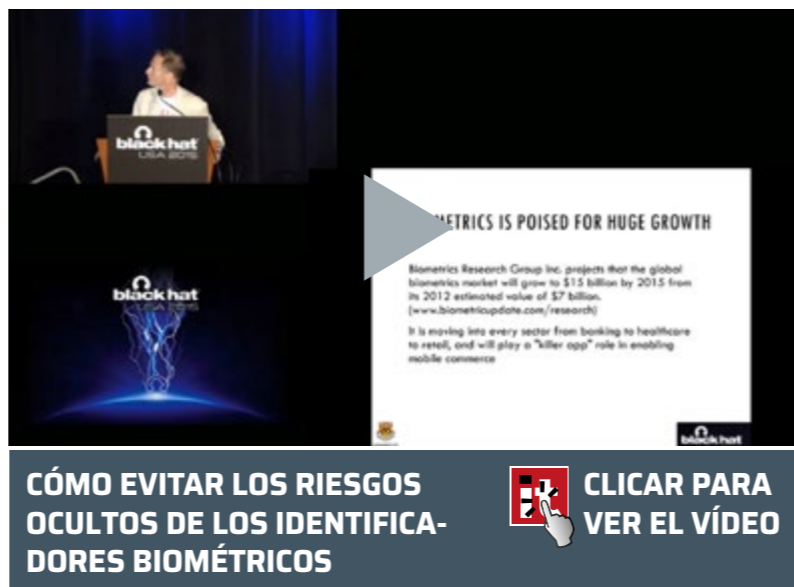 black hat
USA 2015
black hat
USA 2015
ETRICS IS POISED FOR HUGE GROWTH
Biometrics Research Group Inc. projects that the global
biometrics market will grow to $15 billion by 2015 from
its 2012 estimated value of $7 billion.
(www.biometricupdate.com/research)
It is moving into every sector from banking to healthcare
to retail, and will play a "killer app" role in enabling
mobile commerce
black hat
CÓMO EVITAR LOS RIESGOS
OCULTOS DE LOS IDENTIFICA-
DORES BIOMÉTRICOS
it
CLICAR PARA
VER EL VÍDEO